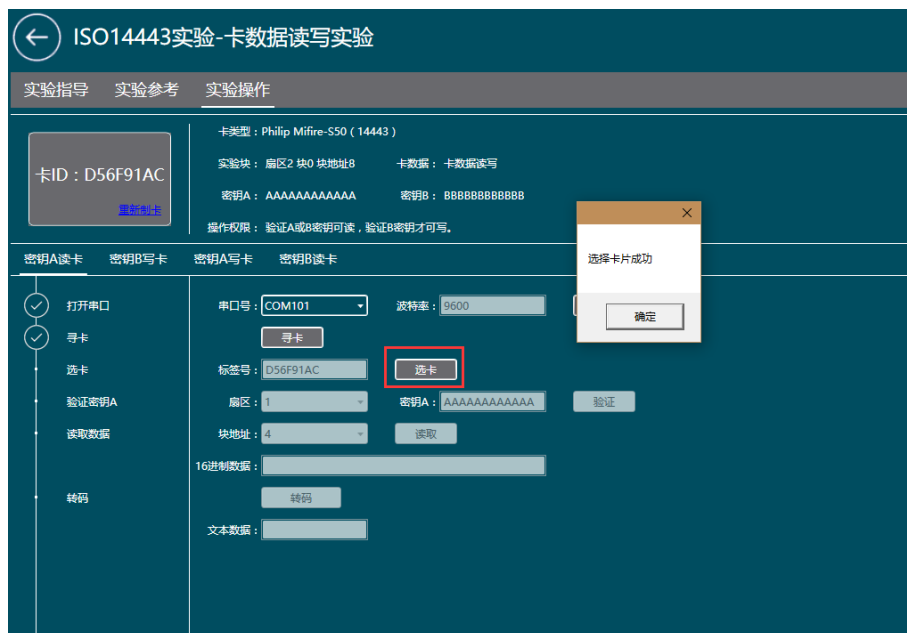 ISO14443实验-卡数据读写实验
实验指导 实验参考 实验操作
卡ID：D56F91AC
重新制卡
卡类型：Philip Mifire-S50 ( 14443 )
实验块： 扇区2 块0 块地址8 卡数据： 卡数据读写
密钥A： AAAAAAAAAAAA 密钥B： BBBBBBBBBBBB
操作权限： 验证A或B密钥可读，验证B密钥才可写。
密钥A读卡 密钥B写卡 密钥A写卡 密钥B读卡
选择卡片成功
确定
打开串口 串口号：COM101 波特率：9600
寻卡 寻卡
选卡 标签号：D56F91AC 选卡
验证密钥A 扇区：1 密钥A：AAAAAAAAAAAA 验证
读取数据 块地址：4 读取
16进制数据：
转码 转码
文本数据：